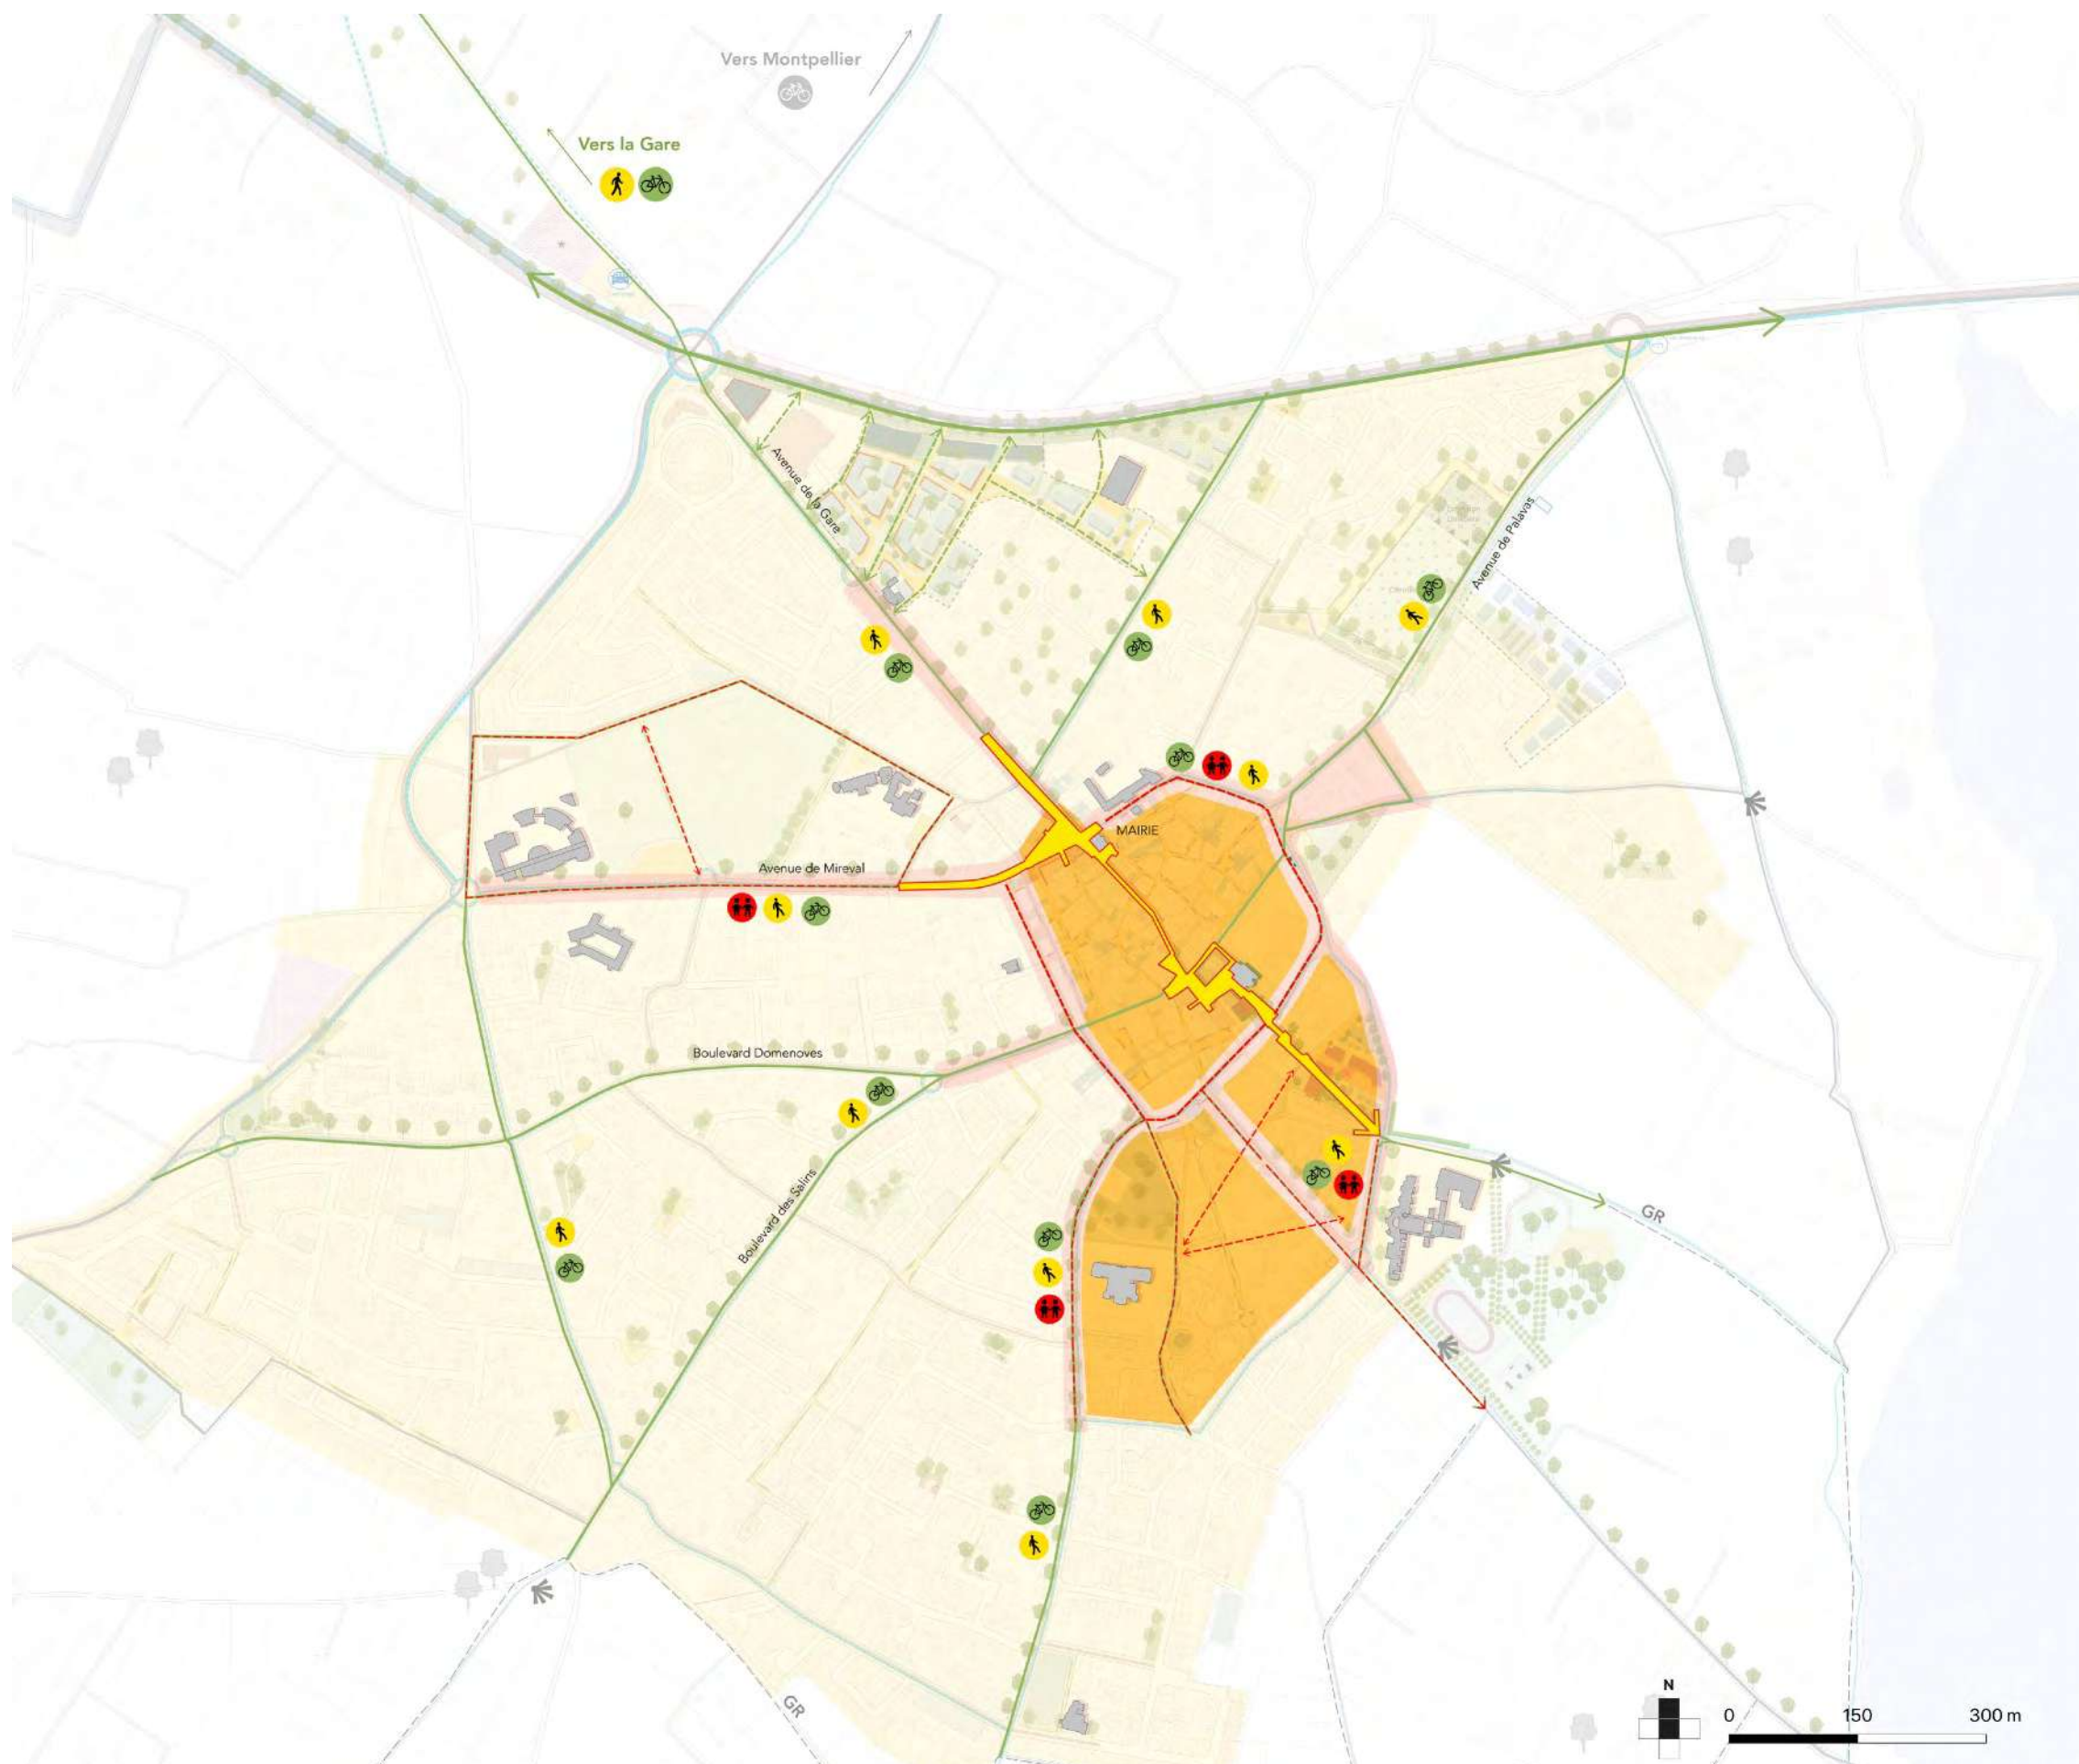 Vers Montpellier
Vers la Gare
Avenue de la Gare
Avenue de Palavas
MAIRIE
Avenue de Mireval
Boulevard Domenoves
Boulevard des Salins
GR
GR
N
0 150 300 m